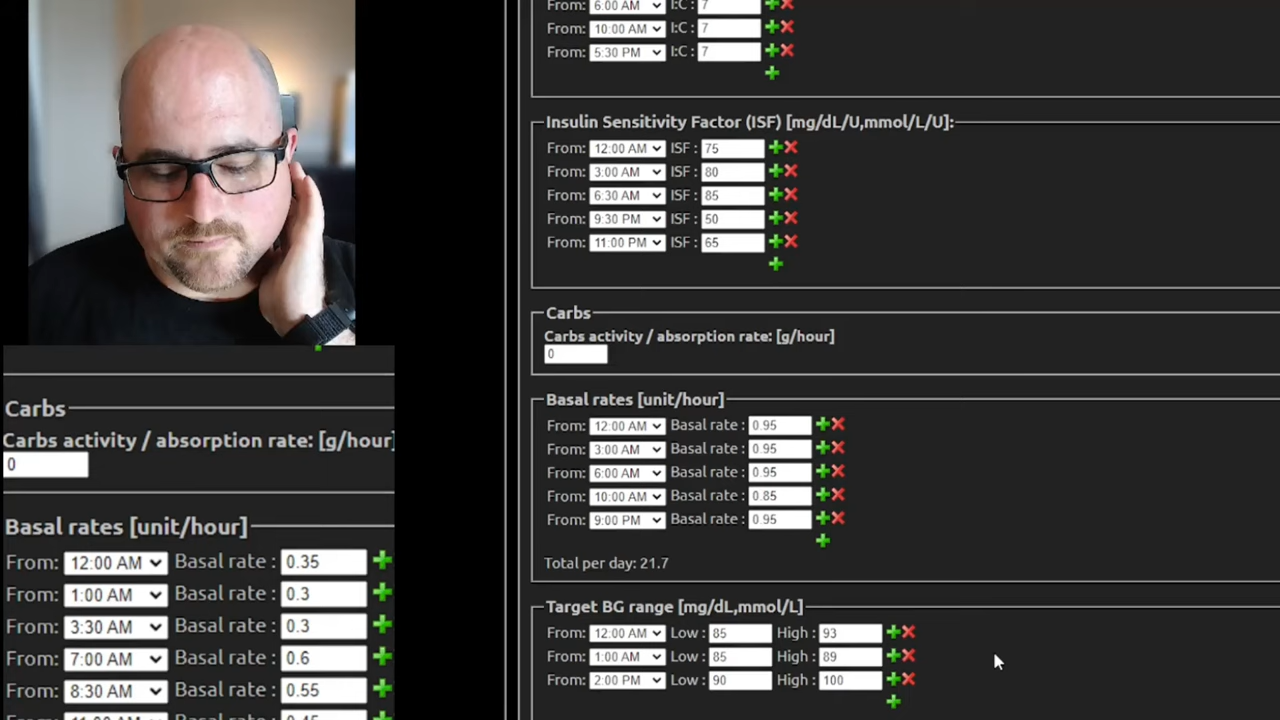 Carbs
Carbs activity / absorption rate: [g/hour]
0
Basal rates [unit/hour]
From: 12:00 AM Basal rate : 0.35
From: 1:00 AM Basal rate : 0.3
From: 3:30 AM Basal rate : 0.3
From: 7:00 AM Basal rate : 0.6
From: 8:30 AM Basal rate : 0.55
From: 6:00 AM I:C : 7
From: 10:00 AM I:C : 7
From: 5:30 PM I:C : 7
Insulin Sensitivity Factor (ISF) [mg/dL/U,mmol/L/U]:
From: 12:00 AM ISF : 75
From: 3:00 AM ISF : 80
From: 6:30 AM ISF : 85
From: 9:30 PM ISF : 50
From: 11:00 PM ISF : 65
Carbs
Carbs activity / absorption rate: [g/hour]
0
Basal rates [unit/hour]
From: 12:00 AM Basal rate : 0.95
From: 3:00 AM Basal rate : 0.95
From: 6:00 AM Basal rate : 0.95
From: 10:00 AM Basal rate : 0.85
From: 9:00 PM Basal rate : 0.95
Total per day: 21.7
Target BG range [mg/dL,mmol/L]
From: 12:00 AM Low : 85 High : 93
From: 1:00 AM Low : 85 High : 89
From: 2:00 PM Low : 90 High : 100